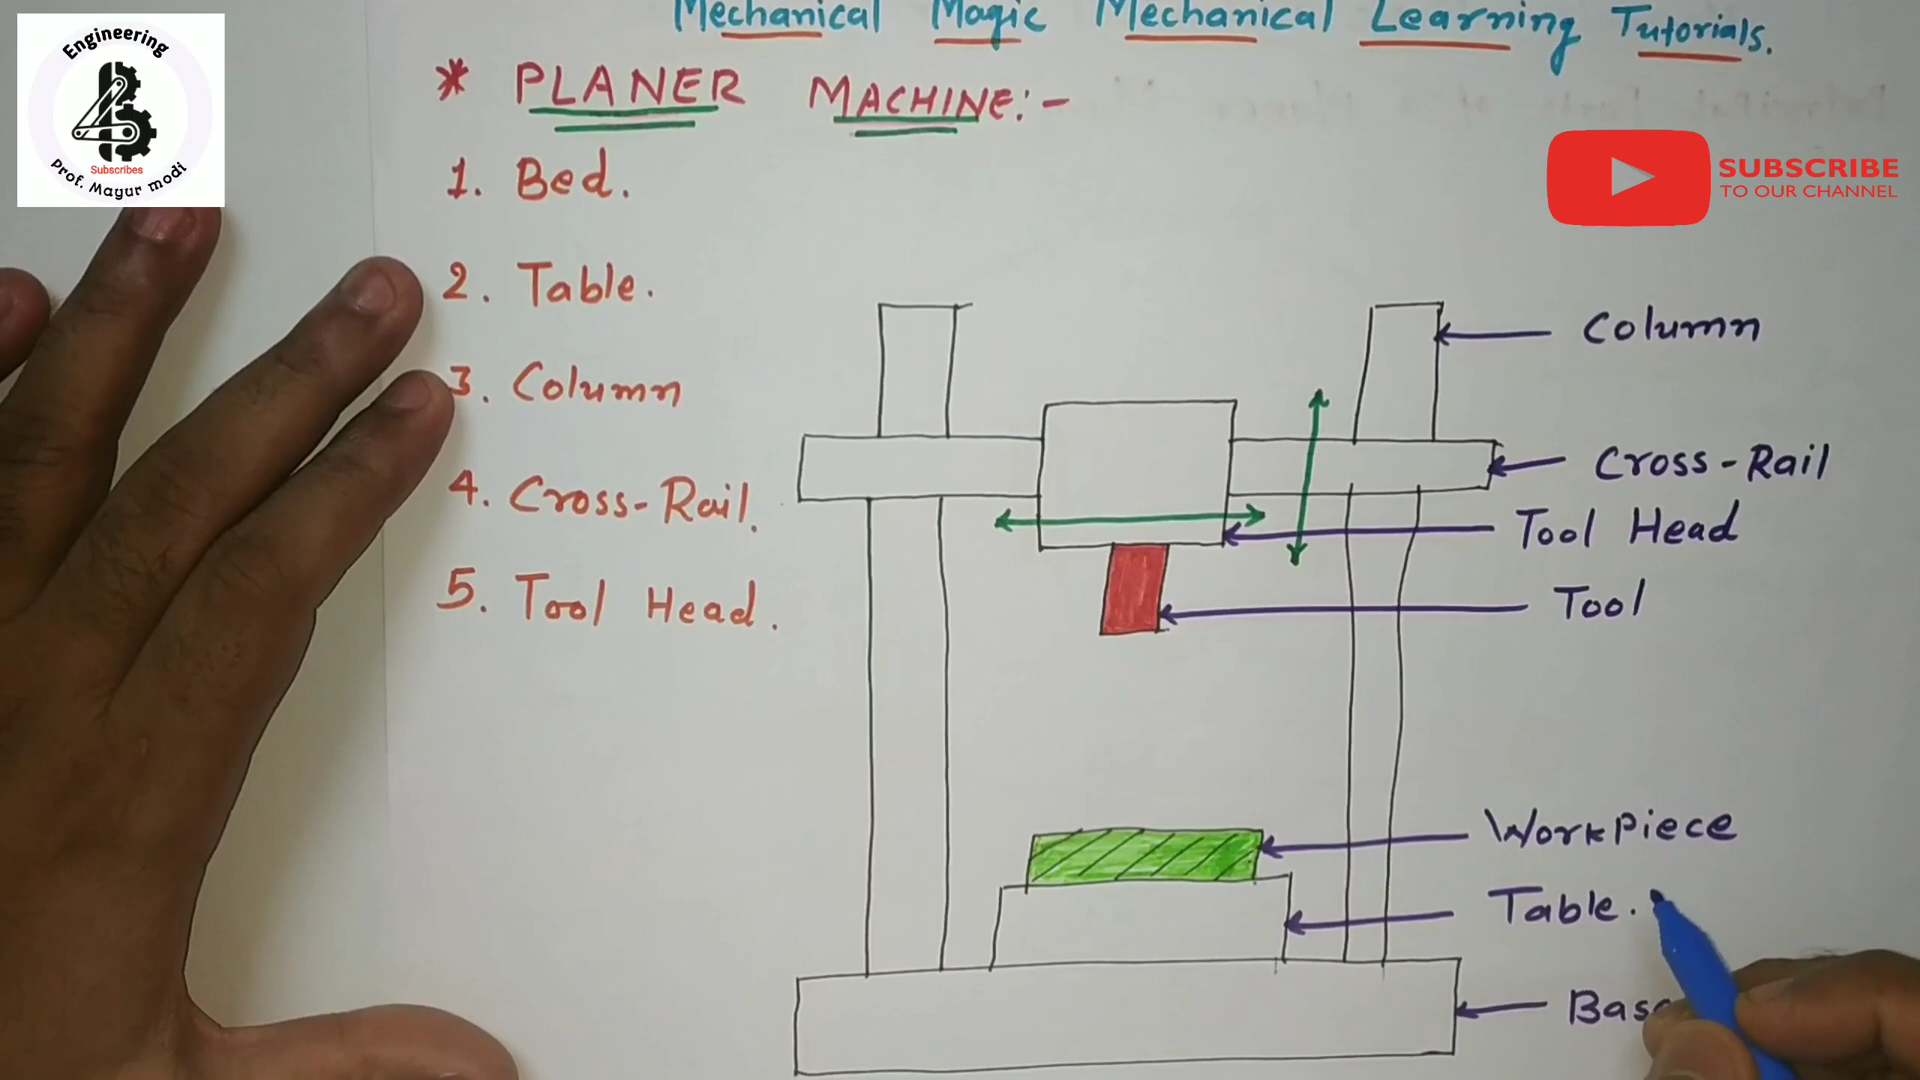 Mechanical Magic Mechanical Learning Tutorials.
Engineering
Subscribes
Prof. Mayur modi
* PLANER MACHINE:-
SUBSCRIBE
TO OUR CHANNEL
1. Bed.
2. Table.
3. Column
4. Cross-Rail.
5. Tool Head.
Column
Cross-Rail
Tool Head
Tool
Workpiece
Table.